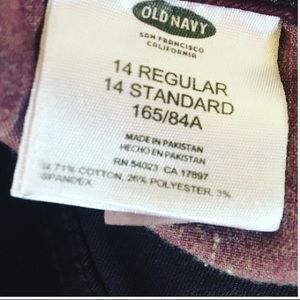 OLD NAVY
SAN FRANCISCO
CALIFORNIA
14 REGULAR
14 STANDARD
165/84A
MADE IN PAKISTAN
HECHO EN PAKISTAN
RN 54023 CA 17897
71% COTTON, 26% POLYESTER, 3%
SPANDEX